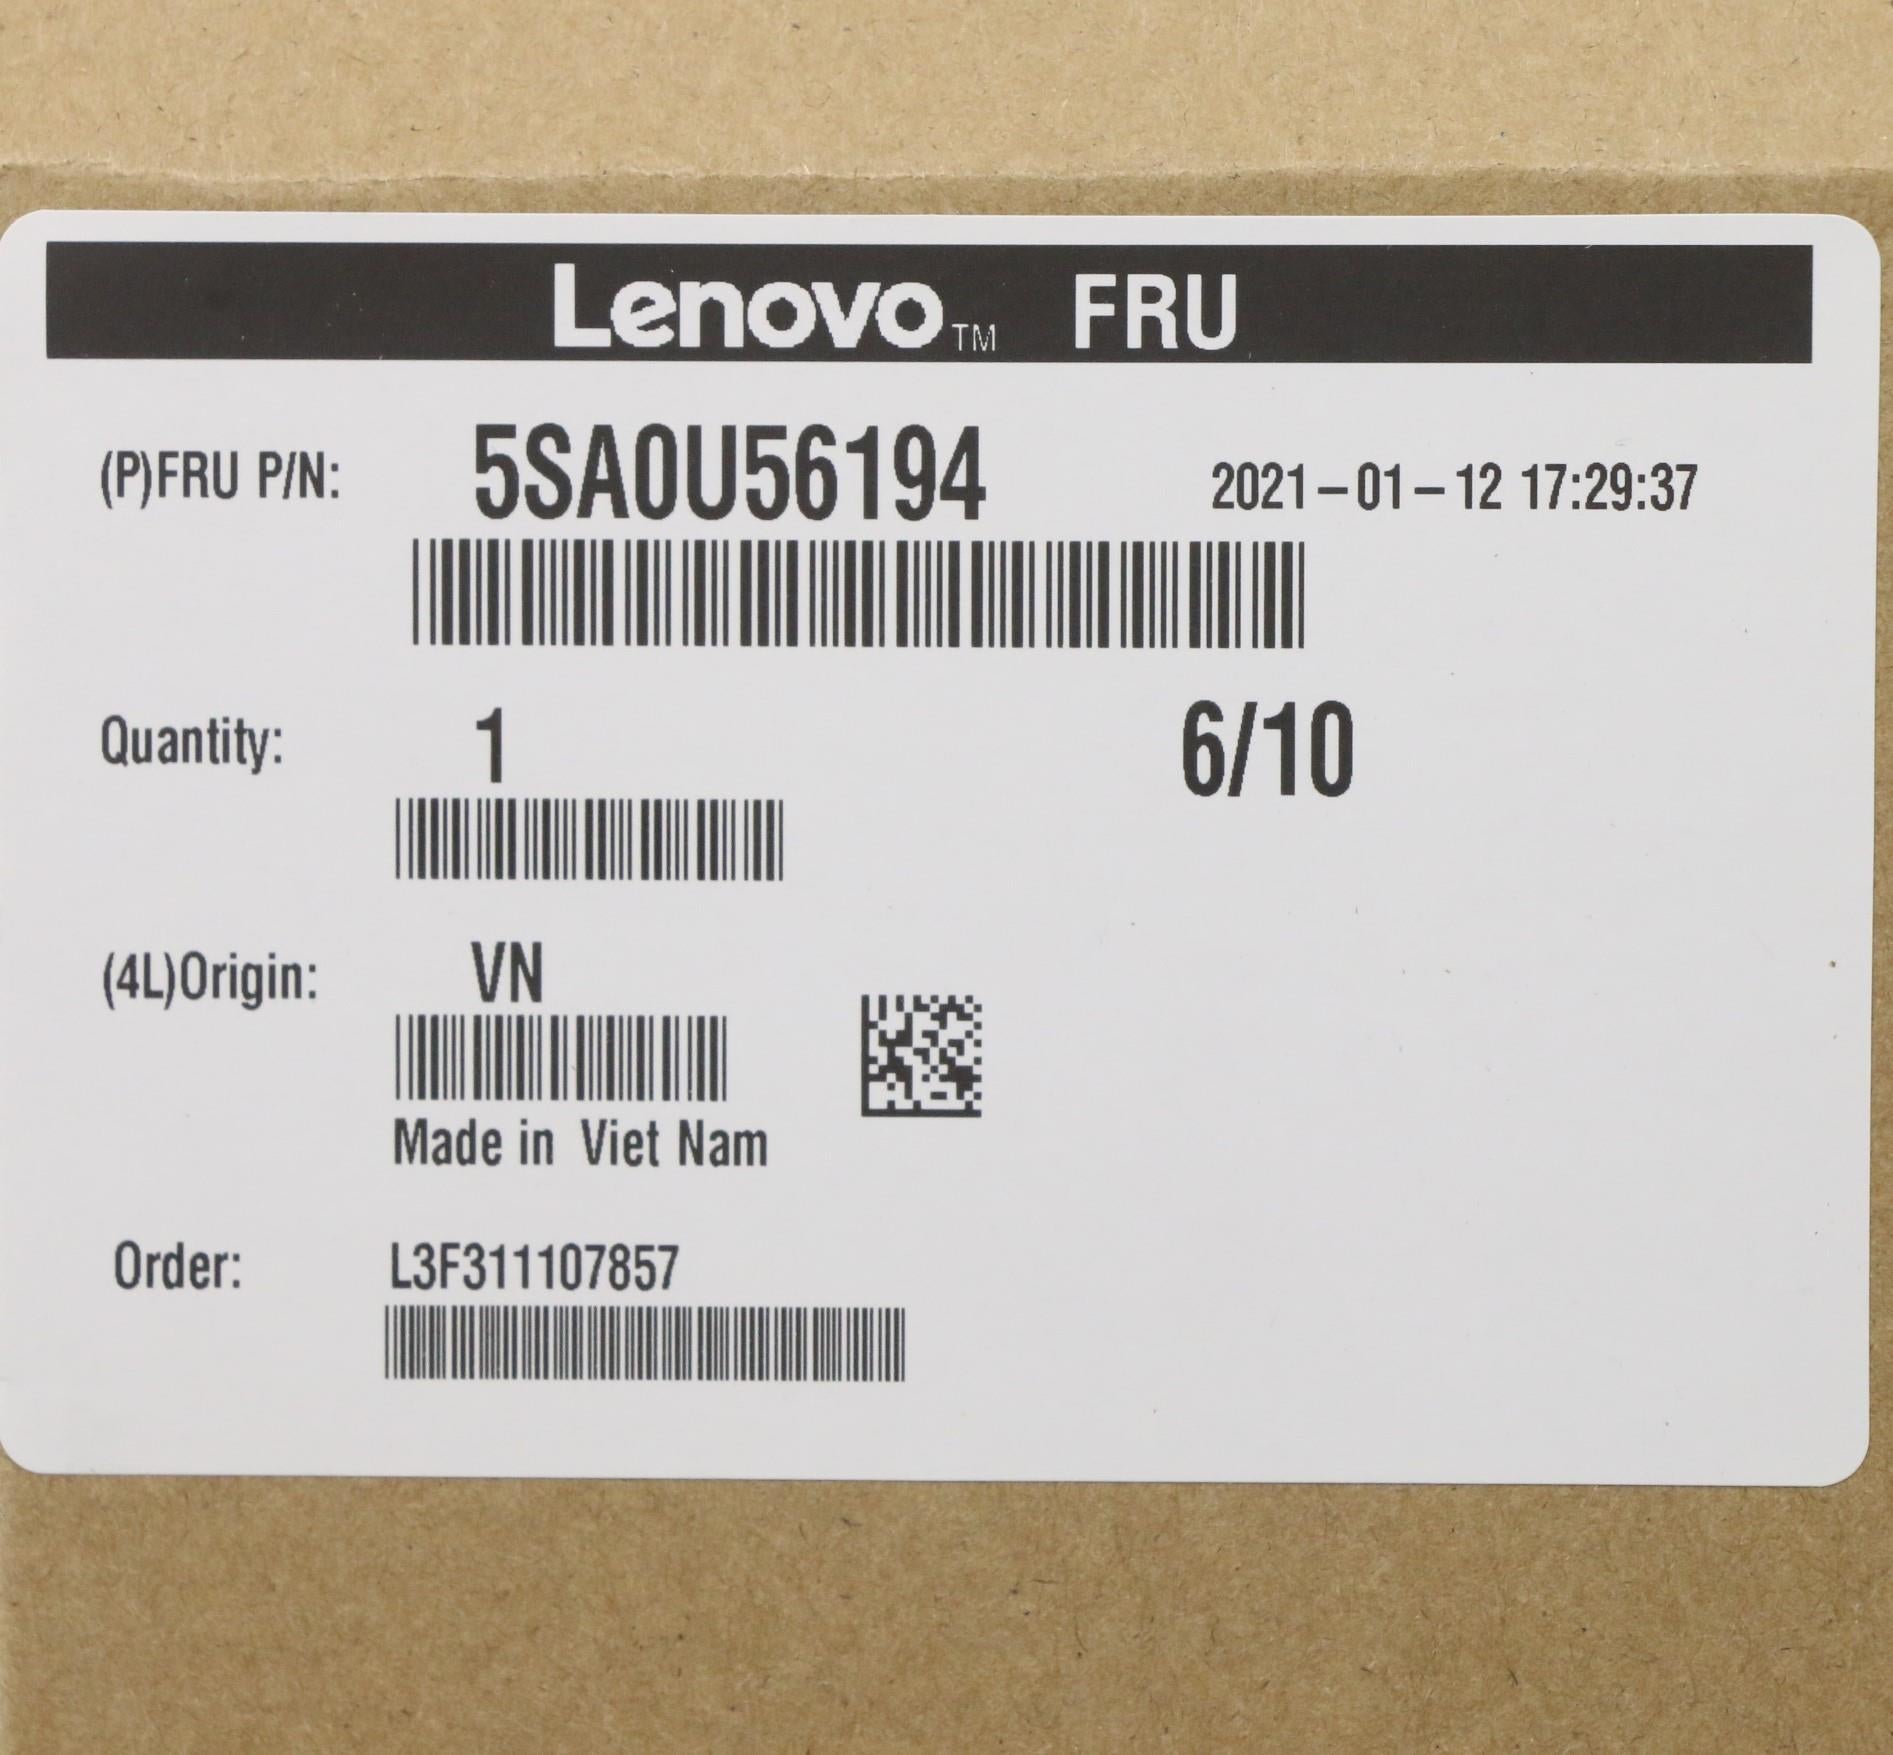 Lenovo™ FRU
(P)FRU P/N: 5SA0U56194 2021-01-12 17:29:37
Quantity: 1 6/10
(4L)Origin: VN
Made in Viet Nam
Order: L3F311107857